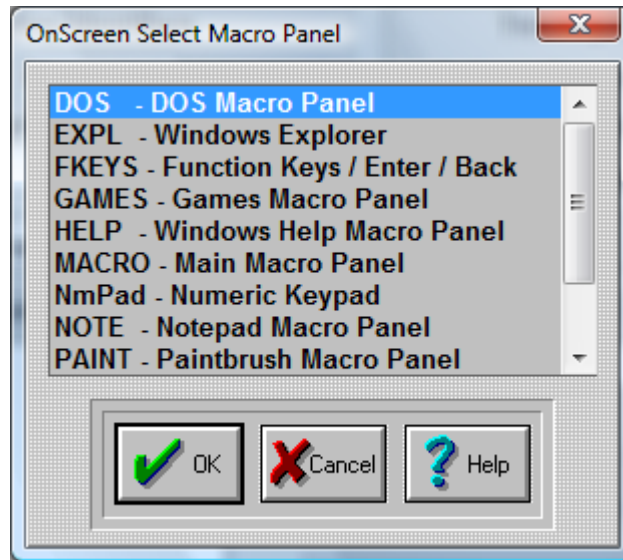 OnScreen Select Macro Panel
DOS - DOS Macro Panel
EXPL - Windows Explorer
FKEYS - Function Keys / Enter / Back
GAMES - Games Macro Panel
HELP - Windows Help Macro Panel
MACRO - Main Macro Panel
NmPad - Numeric Keypad
NOTE - Notepad Macro Panel
PAINT - Paintbrush Macro Panel
OK Cancel Help